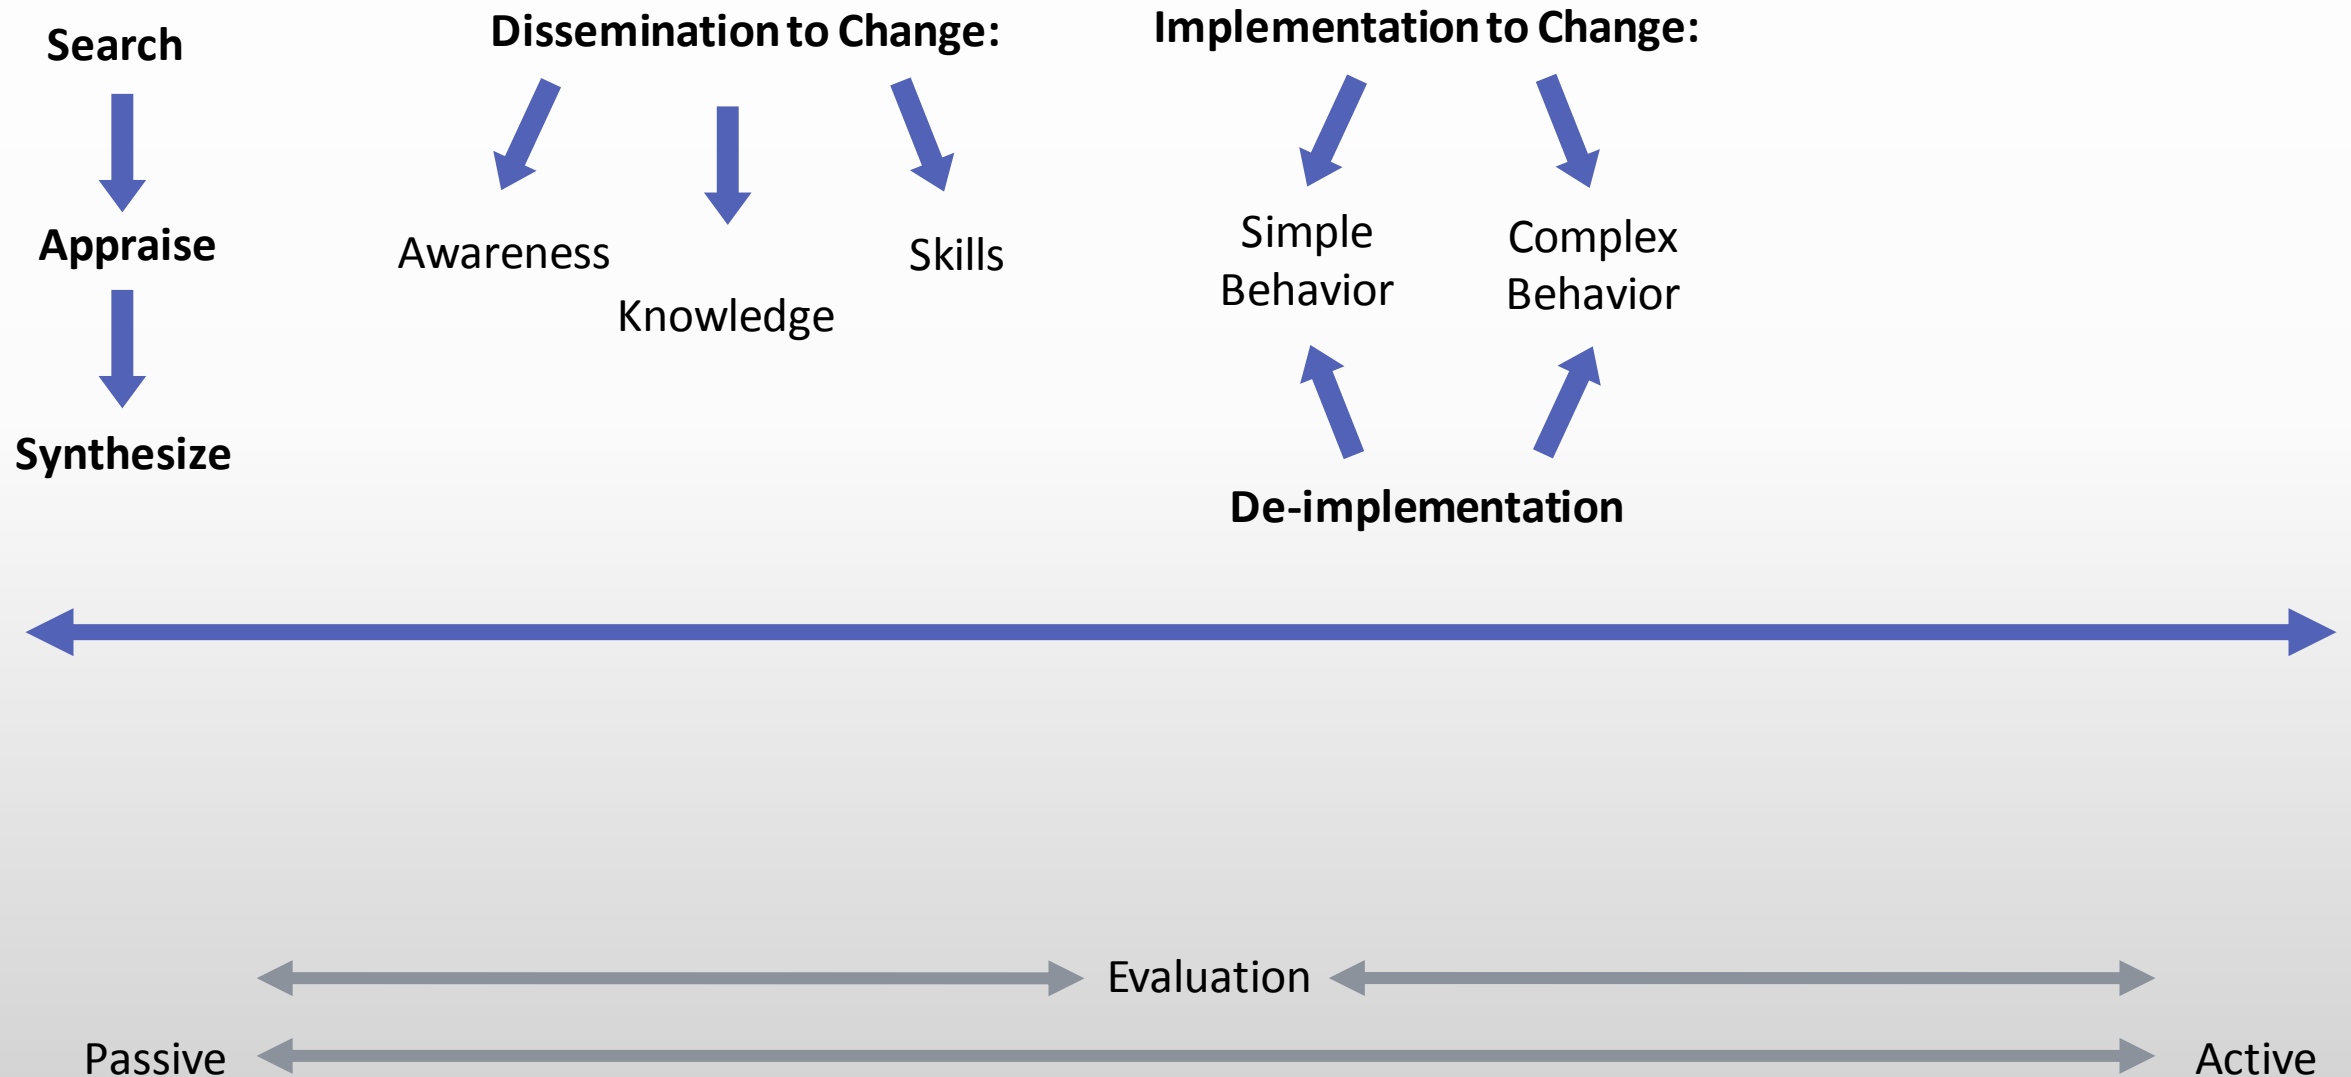 Search
Appraise
Synthesize
Dissemination to Change:
Awareness
Knowledge
Skills
Implementation to Change:
Simple
Behavior
Complex
Behavior
De-implementation
Evaluation
Passive
Active